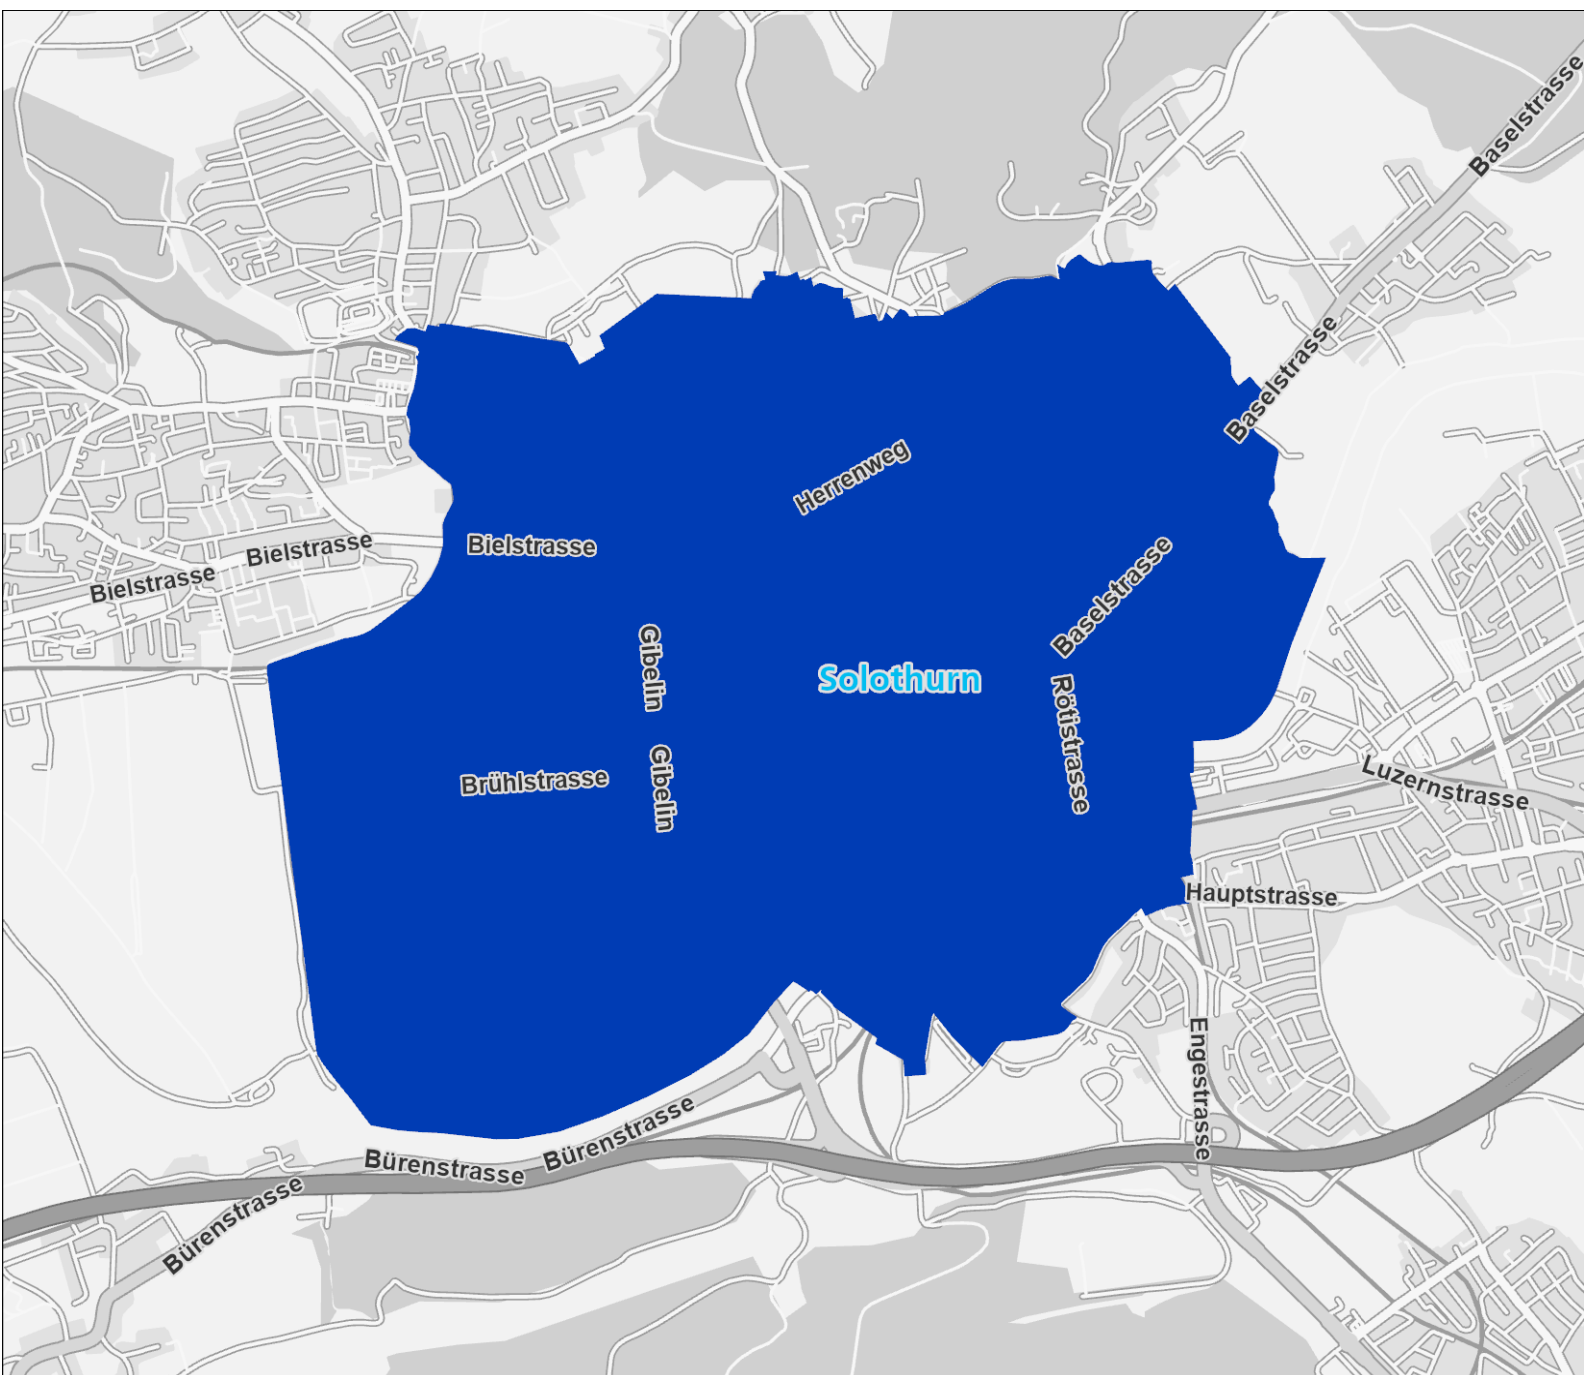 Baselstrasse
Baselstrasse
Herrenweg
Bielstrasse
Bielstrasse
Bielstrasse
Baselstrasse
Gibelin
Solothurn
Rötistrasse
Gibelin
Brühlstrasse
Luzernstrasse
Hauptstrasse
Engestrasse
Bürenstrasse
Bürenstrasse
Bürenstrasse